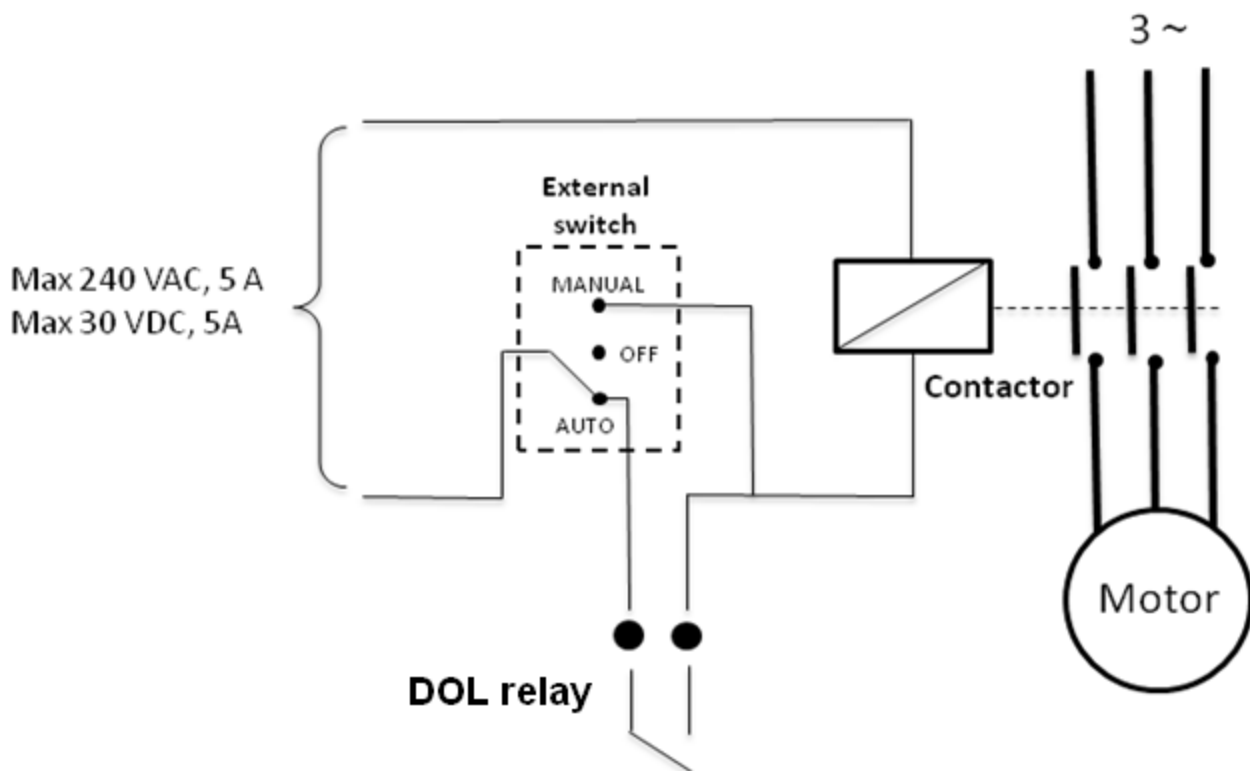 3 ~
External
switch
Max 240 VAC, 5 A
Max 30 VDC, 5A
MANUAL
OFF
AUTO
Contactor
Motor
DOL relay